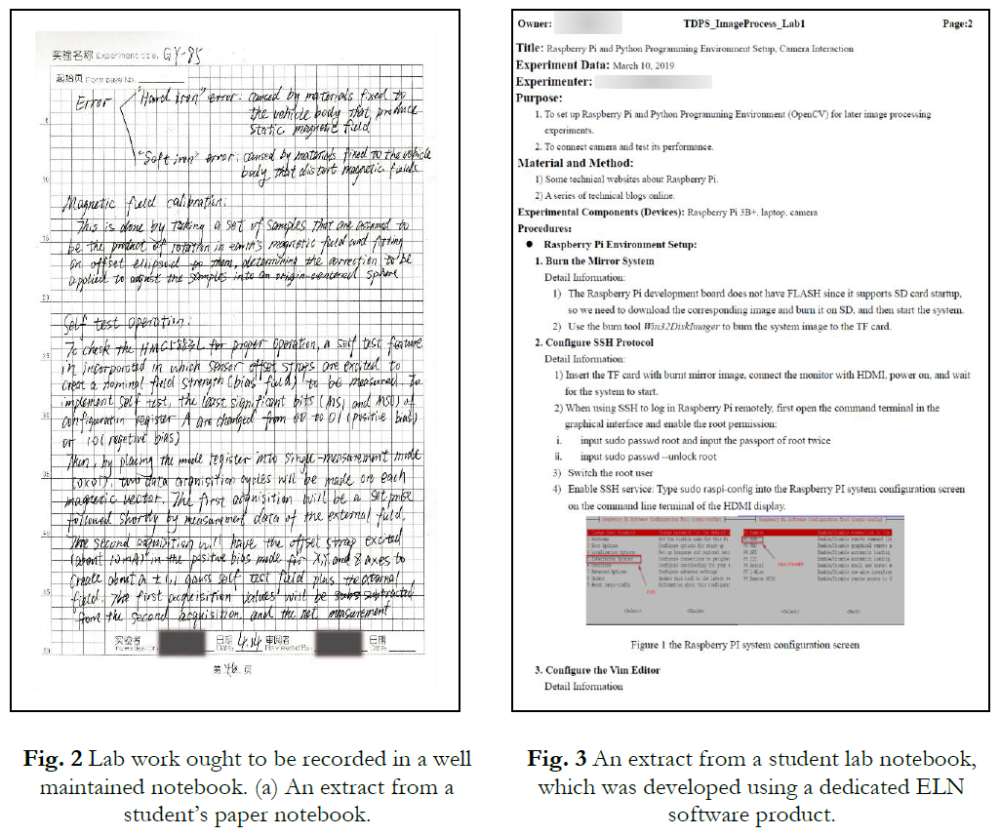 实验名称 Experiment title. GY-85
起始页 From page No.
Error
"Hard iron" error: caused by materials fixed to
the vehicle body that produce
static magnetic field
"Soft iron" error: caused by materials fixed to the vehicle
body that distort magnetic fields
Magnetic field calibration:
This is done by taking a set of samples that are assumed to
be the product of rotation in earth's magnetic field and fitting
an offset ellipsoid to them, determining the correction to be
applied to adjust the samples into an origin-centered sphere
Self test operation:
To check the HMC5883L for proper operation, a self test feature
in incorporated in which sensor offset straps are excited to
creat a nominal field strength (bias field) to be measured. To
implement self test, the least significant bits (MS1 and MS0) of
configuration register A are changed from 00 to 01 (positive bias)
or 10 (negetive bias)
Then, by placing the mode register into single-measurement mode
(0x01), two data acquisition cycles will be made on each
magnetic vector. The first acquisition will be a set pulse
followed shortly by measurement data of the external field.
The second acquisition will have the offset strap excited
(about 10 mA) in the positive bias mode for X, Y and Z axes to
create about a ±1.1 gauss self test field plus the external
field. The first acquisition values will be subtracted
from the second acquisition, and the net measurement
5
10
15
20
25
30
35
40
45
50
实验者 日期 4.14 审阅者 日期
Investigator Date: Reviewed By: Date:
第 46 页
Fig. 2 Lab work ought to be recorded in a well
maintained notebook. (a) An extract from a
student's paper notebook.
Owner: TDPS_ImageProcess_Lab1 Page:2
Title: Raspberry Pi and Python Programming Environment Setup, Camera Interaction
Experiment Data: March 10, 2019
Experimenter:
Purpose:
1. To set up Raspberry Pi and Python Programming Environment (OpenCV) for later image processing
experiments.
2. To connect camera and test its performance.
Material and Method:
1) Some technical websites about Raspberry Pi.
2) A series of technical blogs online.
Experimental Components (Devices): Raspberry Pi 3B+, laptop, camera
Procedures:
● Raspberry Pi Environment Setup:
1. Burn the Mirror System
Detail Information:
1) The Raspberry Pi development board does not have FLASH since it supports SD card startup,
so we need to download the corresponding image and burn it on SD, and then start the system.
2) Use the burn tool Win32DiskImager to burn the system image to the TF card.
2. Configure SSH Protocol
Detail Information:
1) Insert the TF card with burnt mirror image, connect the monitor with HDMI, power on, and wait
for the system to start.
2) When using SSH to log in Raspberry Pi remotely, first open the command terminal in the
graphical interface and enable the root permission:
i. input sudo passwd root and input the passport of root twice
ii. input sudo passwd --unlock root
3) Switch the root user
4) Enable SSH service: Type sudo raspi-config into the Raspberry PI system configuration screen
on the command line terminal of the HDMI display.
Figure 1 the Raspberry PI system configuration screen
3. Configure the Vim Editor
Detail Information
Fig. 3 An extract from a student lab notebook,
which was developed using a dedicated ELN
software product.